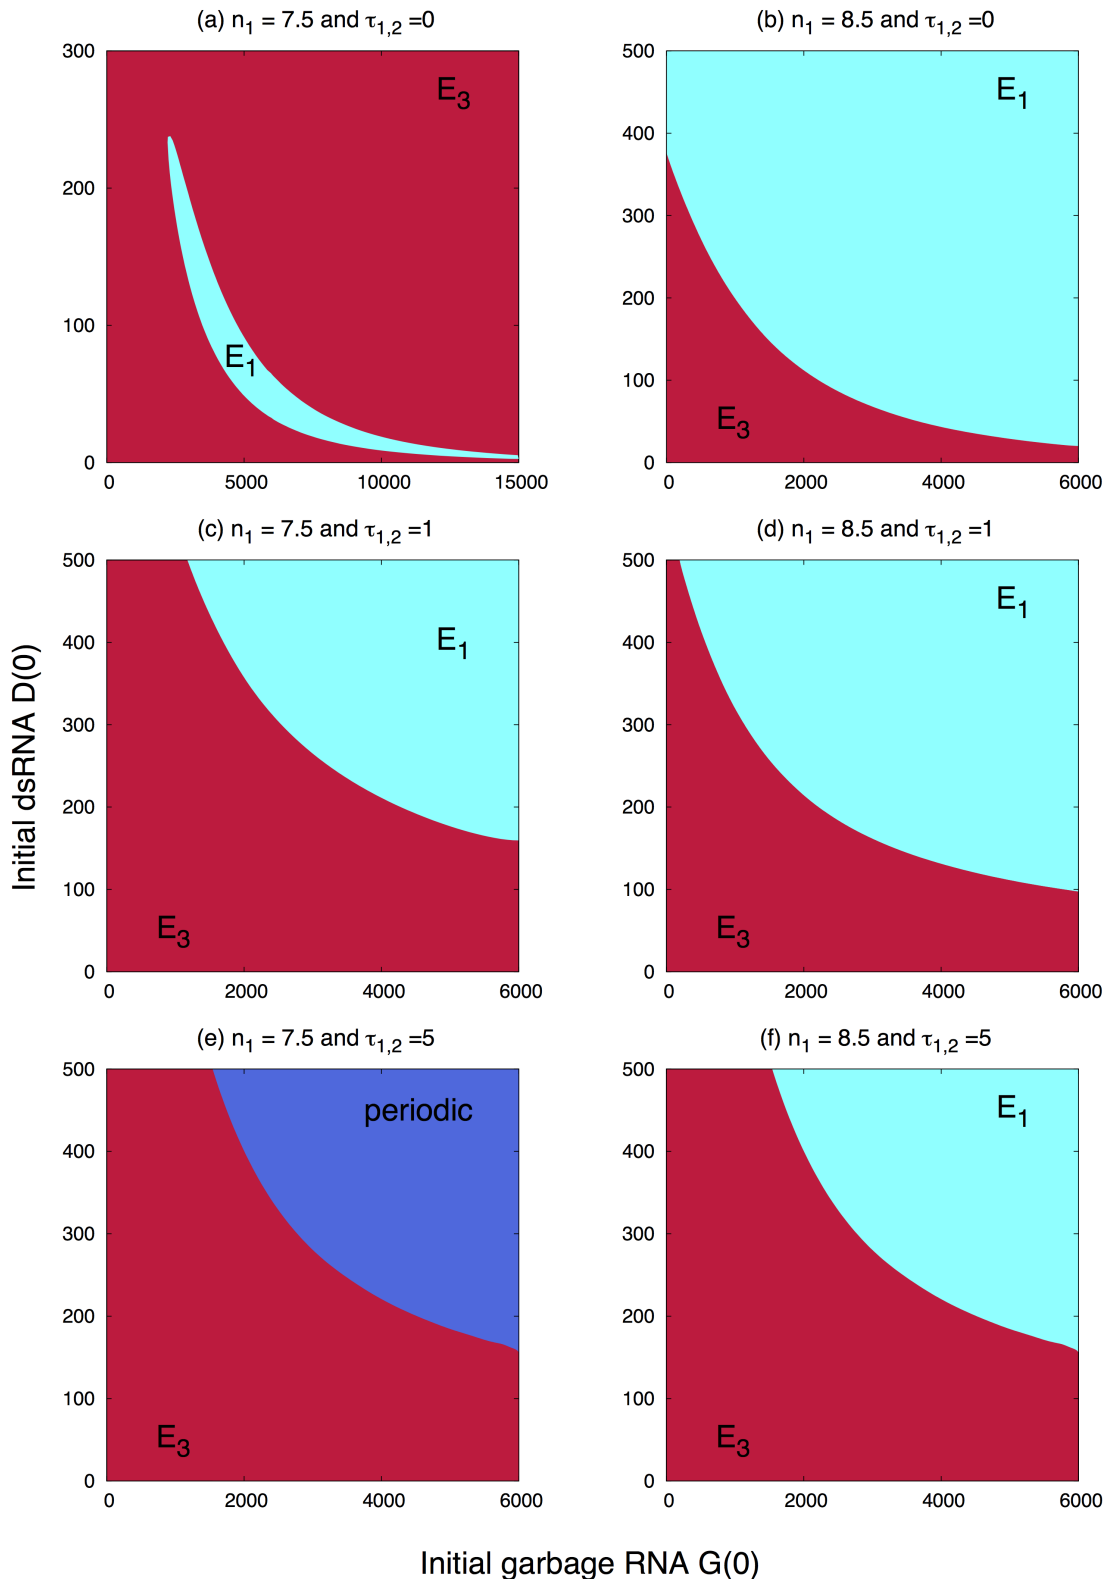 (a) n1 = 7.5 and τ1,2 =0
300
200
100
0
0 5000 10000 15000
E3
E1
(b) n1 = 8.5 and τ1,2 =0
500
400
300
200
100
0
0 2000 4000 6000
E1
E3
(c) n1 = 7.5 and τ1,2 =1
500
400
300
200
100
0
0 2000 4000 6000
E1
E3
(d) n1 = 8.5 and τ1,2 =1
500
400
300
200
100
0
0 2000 4000 6000
E1
E3
(e) n1 = 7.5 and τ1,2 =5
500
400
300
200
100
0
0 2000 4000 6000
periodic
E3
(f) n1 = 8.5 and τ1,2 =5
500
400
300
200
100
0
0 2000 4000 6000
E1
E3
Initial dsRNA D(0)
Initial garbage RNA G(0)